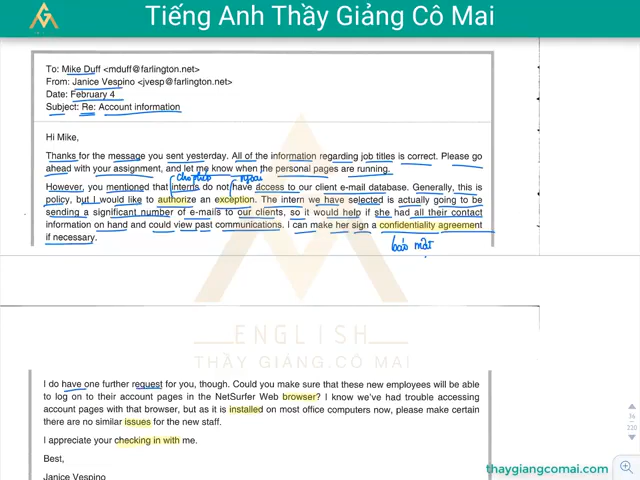 Tiếng Anh Thầy Giảng Cô Mai
To: Mike Duff <mduff@farlington.net>
From: Janice Vespino <jvesp@farlington.net>
Date: February 4
Subject: Re: Account information
Hi Mike,
Thanks for the message you sent yesterday. All of the information regarding job titles is correct. Please go
ahead with your assignment, and let me know when the personal pages are running.
cho phép
ngoại
However, you mentioned that interns do not have access to our client e-mail database. Generally, this is
policy, but I would like to authorize an exception. The intern we have selected is actually going to be
sending a significant number of e-mails to our clients, so it would help if she had all their contact
information on hand and could view past communications. I can make her sign a confidentiality agreement
if necessary.
bảo mật
ENGLISH
THẦY GIẢNG.CÔ MAI
I do have one further request for you, though. Could you make sure that these new employees will be able
to log on to their account pages in the NetSurfer Web browser? I know we've had trouble accessing
account pages with that browser, but as it is installed on most office computers now, please make certain
there are no similar issues for the new staff.
I appreciate your checking in with me.
Best,
Janice Vespino
36
220
thaygiangcomai.com